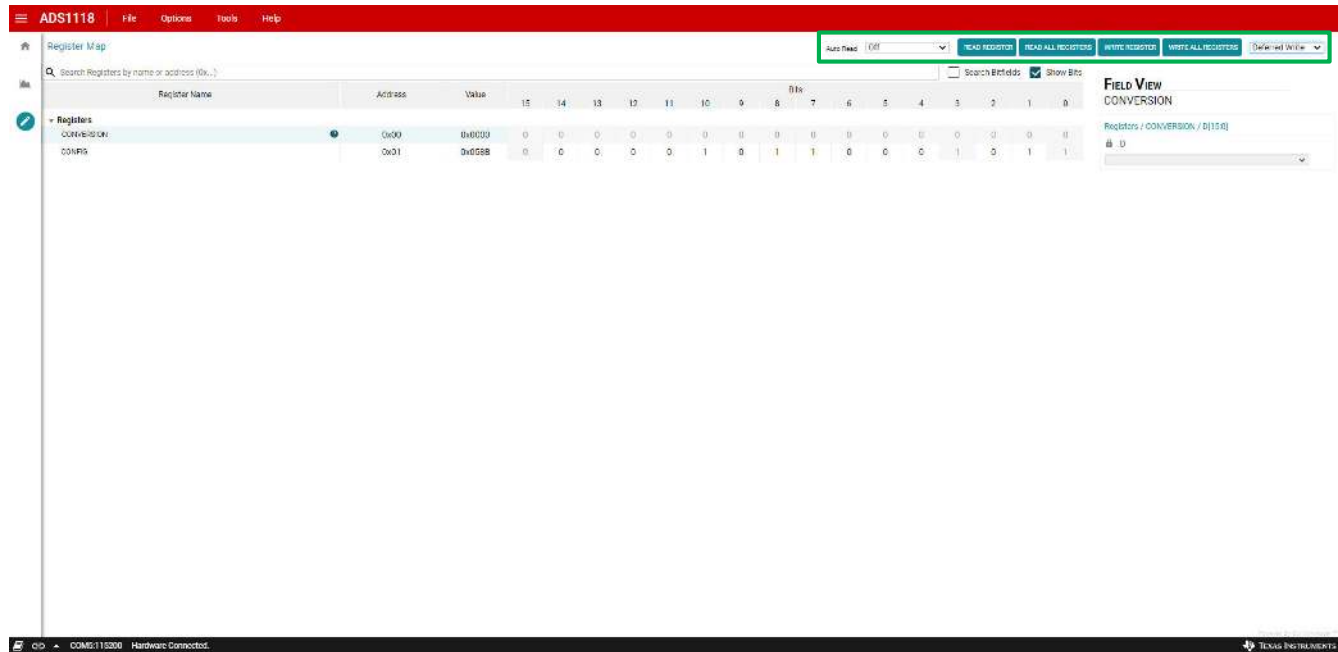 ADS1118 File Options Tools Help
Register Map
Auto Read Off READ REGISTER READ ALL REGISTERS WRITE REGISTER WRITE ALL REGISTERS Deferred Write
Search Registers by name or address (0x...) Search Bitfields Show Bits
Register Name Address Value Bits
15 14 13 12 11 10 9 8 7 6 5 4 3 2 1 0
Registers
CONVERSION 0x00 0x0000 0 0 0 0 0 0 0 0 0 0 0 0 0 0 0 0
CONFIG 0x01 0x058B 0 0 0 0 0 1 0 1 1 0 0 0 1 0 1 1
FIELD VIEW
CONVERSION
Registers / CONVERSION / D[15:0]
D
COM5:115200 Hardware Connected.
TEXAS INSTRUMENTS